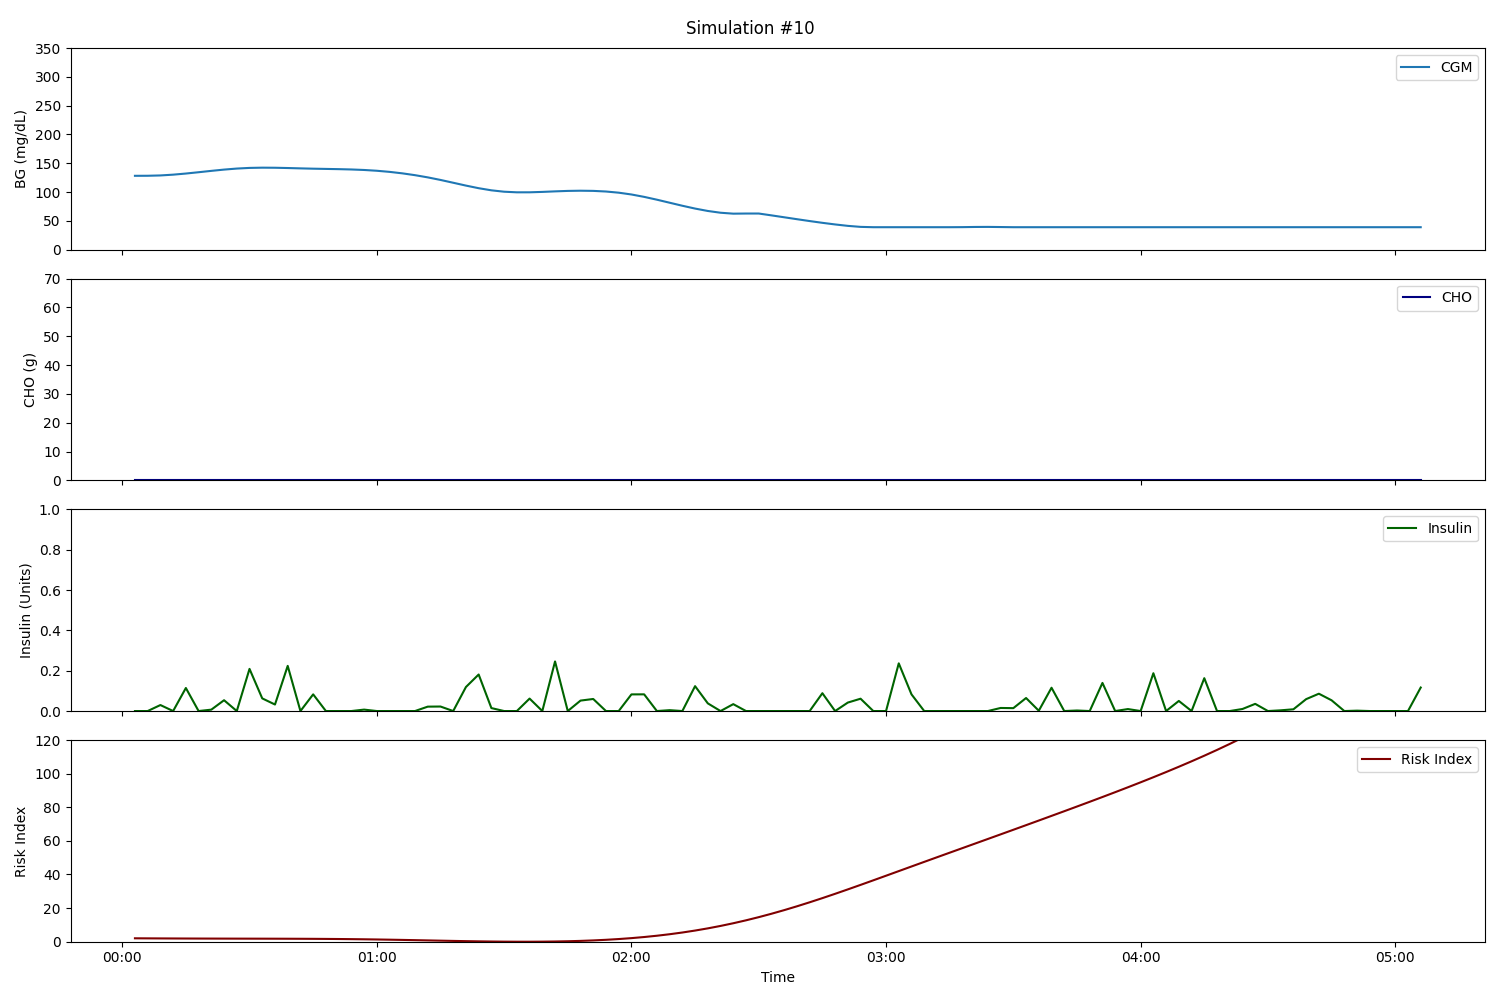 Simulation #10
350
300
250
200
150
100
50
0
BG (mg/dL)
CGM
70
60
50
40
30
20
10
0
CHO (g)
CHO
1.0
0.8
0.6
0.4
0.2
0.0
Insulin (Units)
Insulin
120
100
80
60
40
20
0
Risk Index
Risk Index
00:00 01:00 02:00 03:00 04:00 05:00
Time